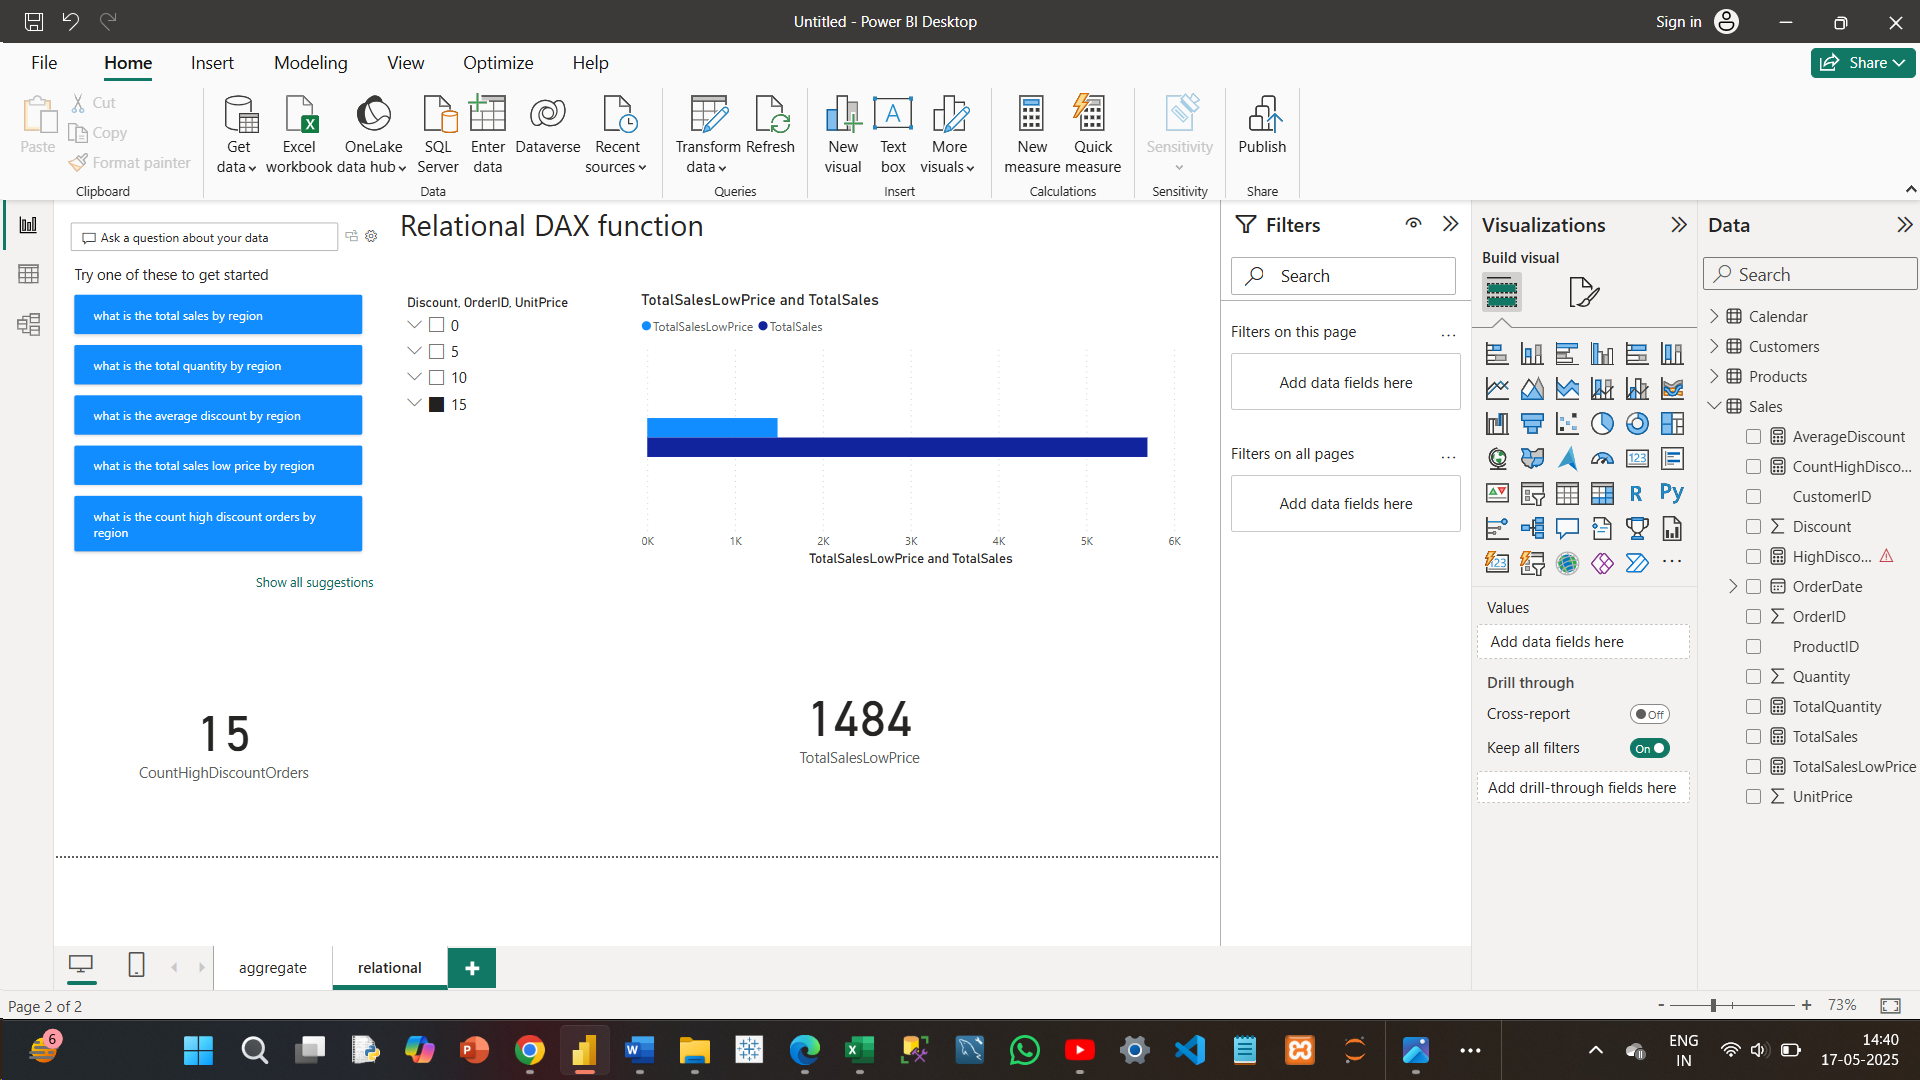 Untitled - Power BI Desktop
Sign in
File
Home
Insert
Modeling
View
Optimize
Help
Share
Paste
Cut
Copy
Format painter
Clipboard
Get data
Excel workbook
OneLake data hub
SQL Server
Enter data
Dataverse
Recent sources
Data
Transform data
Refresh
Queries
New visual
Text box
More visuals
Insert
New measure
Quick measure
Calculations
Sensitivity
Sensitivity
Publish
Share
Ask a question about your data
Try one of these to get started
what is the total sales by region
what is the total quantity by region
what is the average discount by region
what is the total sales low price by region
what is the count high discount orders by
region
Show all suggestions
Relational DAX function
Discount, OrderID, UnitPrice
0
5
10
15
TotalSalesLowPrice and TotalSales
TotalSalesLowPrice TotalSales
0K 1K 2K 3K 4K 5K 6K
TotalSalesLowPrice and TotalSales
15
CountHighDiscountOrders
1484
TotalSalesLowPrice
Filters
Search
Filters on this page
...
Add data fields here
Filters on all pages
...
Add data fields here
Visualizations
Build visual
123
R
Py
123
...
Values
Add data fields here
Drill through
Cross-report
Off
Keep all filters
On
Add drill-through fields here
Data
Search
Calendar
Customers
Products
Sales
AverageDiscount
CountHighDisco...
CustomerID
Discount
HighDisco...
OrderDate
OrderID
ProductID
Quantity
TotalQuantity
TotalSales
TotalSalesLowPrice
UnitPrice
aggregate
relational
+
Page 2 of 2
- + 73%
6
ENG
IN
14:40
17-05-2025